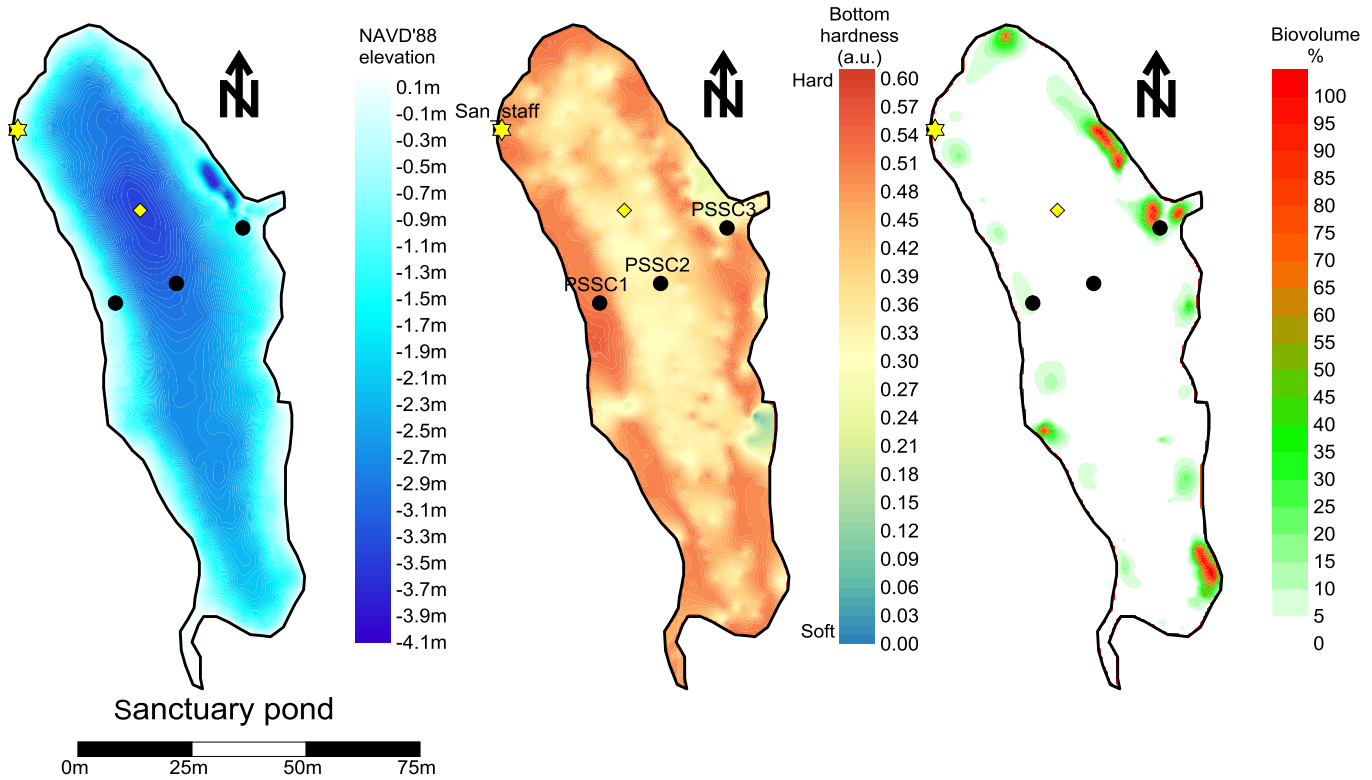 NAVD'88
elevation
0.1m
-0.1m
-0.3m
-0.5m
-0.7m
-0.9m
-1.1m
-1.3m
-1.5m
-1.7m
-1.9m
-2.1m
-2.3m
-2.5m
-2.7m
-2.9m
-3.1m
-3.3m
-3.5m
-3.7m
-3.9m
-4.1m
N
Sanctuary pond
0m 25m 50m 75m
San_staff
PSSC3
PSSC2
PSSC1
N
Bottom
hardness
(a.u.)
Hard
0.60
0.57
0.54
0.51
0.48
0.45
0.42
0.39
0.36
0.33
0.30
0.27
0.24
0.21
0.18
0.15
0.12
0.09
0.06
0.03
0.00
Soft
N
Biovolume
%
100
95
90
85
80
75
70
65
60
55
50
45
40
35
30
25
20
15
10
5
0